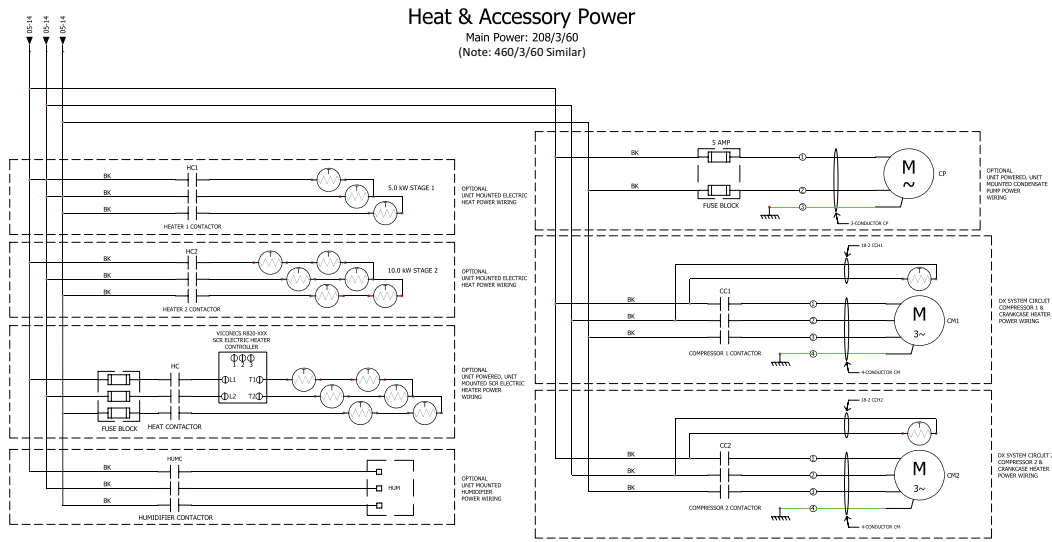 Heat & Accessory Power
Main Power: 208/3/60
(Note: 460/3/60 Similar)
05-14
05-14
05-14
HC1
BK
BK
BK
5.0 kW STAGE 1
HEATER 1 CONTACTOR
T
T
T
OPTIONAL
UNIT MOUNTED ELECTRIC
HEAT POWER WIRING
HC2
BK
BK
BK
10.0 kW STAGE 2
HEATER 2 CONTACTOR
T
T
T
T
T
T
OPTIONAL
UNIT MOUNTED ELECTRIC
HEAT POWER WIRING
VICONICS R820-XXX
SCR ELECTRIC HEATER
CONTROLLER
1 2 3
HC
L1
T1
L2
T2
FUSE BLOCK
HEAT CONTACTOR
T
T
T
T
T
T
OPTIONAL
UNIT POWERED, UNIT
MOUNTED SCR ELECTRIC
HEATER POWER
WIRING
HUMC
BK
BK
BK
HUM
HUMIDIFIER CONTACTOR
OPTIONAL
UNIT MOUNTED
HUMIDIFIER
POWER WIRING
5 AMP
BK
BK
FUSE BLOCK
1
2
3
M
~
CP
3-CONDUCTOR CP
OPTIONAL
UNIT POWERED, UNIT
MOUNTED CONDENSATE
PUMP POWER
WIRING
18-2 CCH1
T
CC1
BK
BK
BK
1
2
3
4
M
3~
CM1
COMPRESSOR 1 CONTACTOR
4-CONDUCTOR CM
DX SYSTEM CIRCUIT
COMPRESSOR 1 &
CRANKCASE HEATER
POWER WIRING
18-2 CCH2
T
CC2
BK
BK
BK
1
2
3
4
M
3~
CM2
COMPRESSOR 2 CONTACTOR
4-CONDUCTOR CM
DX SYSTEM CIRCUIT 2
COMPRESSOR 2 &
CRANKCASE HEATER
POWER WIRING